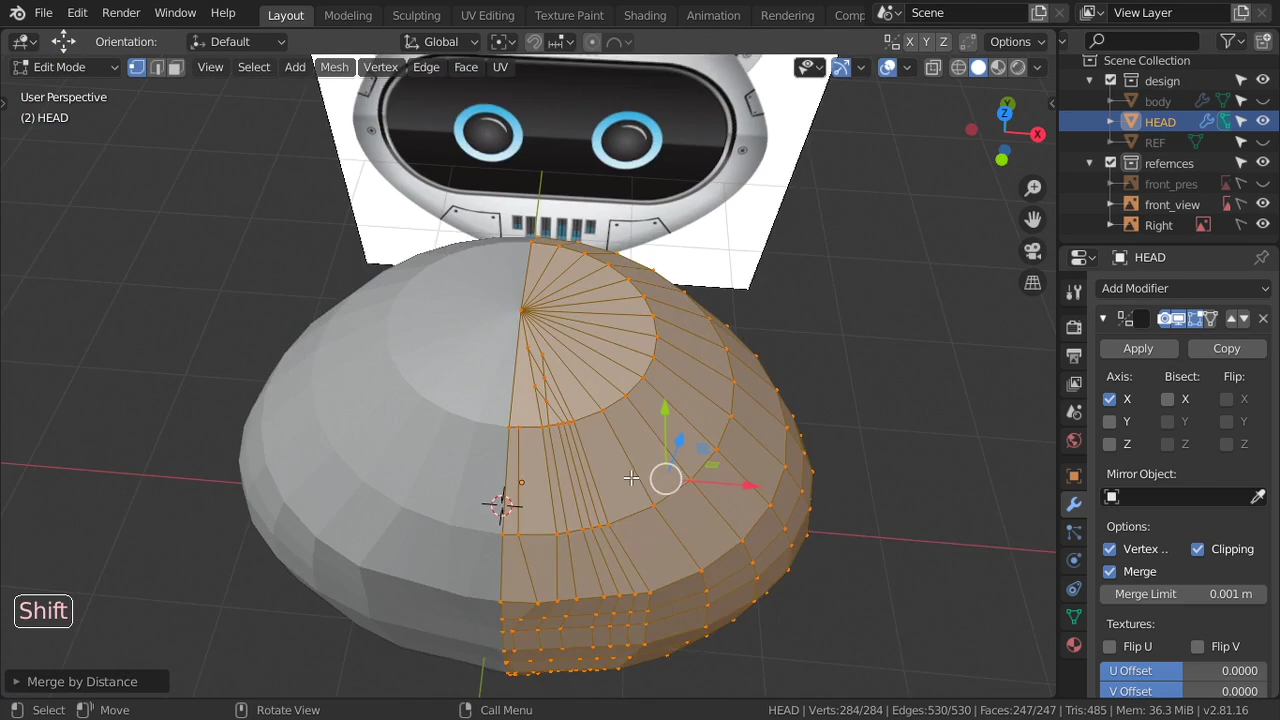 File Edit Render Window Help Layout Modeling Sculpting UV Editing Texture Paint Shading Animation Rendering Comp Scene View Layer
Orientation: Default Global X Y Z Options
Edit Mode View Select Add Mesh Vertex Edge Face UV
User Perspective
(2) HEAD
Z
Y
X
Scene Collection
design
body
HEAD
REF
refernces
front_pres
front_view
Right
HEAD
Add Modifier
Apply Copy
Axis: Bisect: Flip:
X X X
Y Y Y
Z Z Z
Mirror Object:
Options:
Vertex .. Clipping
Merge
Merge Limit 0.001 m
Textures:
Flip U Flip V
U Offset 0.0000
V Offset 0.0000
Shift
Merge by Distance
Select Move Rotate View Call Menu HEAD | Verts:284/284 | Edges:530/530 | Faces:247/247 | Tris:485 | Mem: 36.3 MiB | v2.81.16